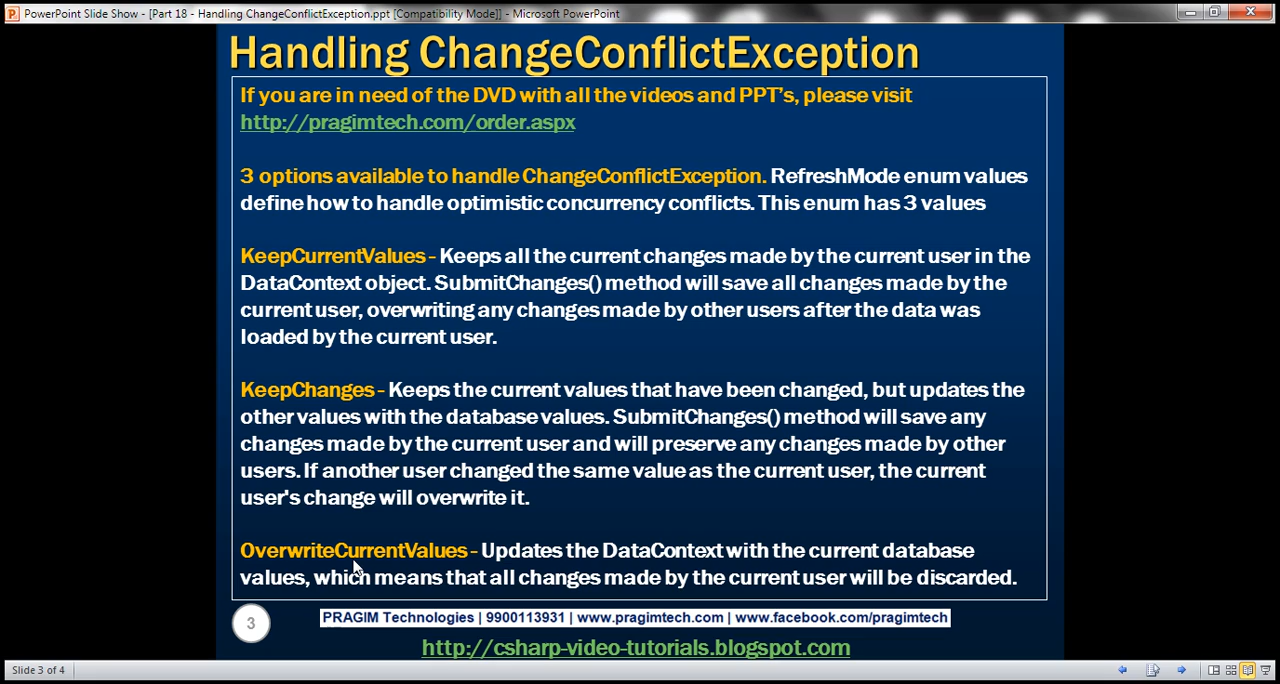 PowerPoint Slide Show - [Part 18 - Handling ChangeConflictException.ppt [Compatibility Mode]] - Microsoft PowerPoint
Handling ChangeConflictException
If you are in need of the DVD with all the videos and PPT's, please visit
http://pragimtech.com/order.aspx
3 options available to handle ChangeConflictException. RefreshMode enum values
define how to handle optimistic concurrency conflicts. This enum has 3 values
KeepCurrentValues - Keeps all the current changes made by the current user in the
DataContext object. SubmitChanges() method will save all changes made by the
current user, overwriting any changes made by other users after the data was
loaded by the current user.
KeepChanges - Keeps the current values that have been changed, but updates the
other values with the database values. SubmitChanges() method will save any
changes made by the current user and will preserve any changes made by other
users. If another user changed the same value as the current user, the current
user's change will overwrite it.
OverwriteCurrentValues - Updates the DataContext with the current database
values, which means that all changes made by the current user will be discarded.
3
PRAGIM Technologies | 9900113931 | www.pragimtech.com | www.facebook.com/pragimtech
http://csharp-video-tutorials.blogspot.com
Slide 3 of 4